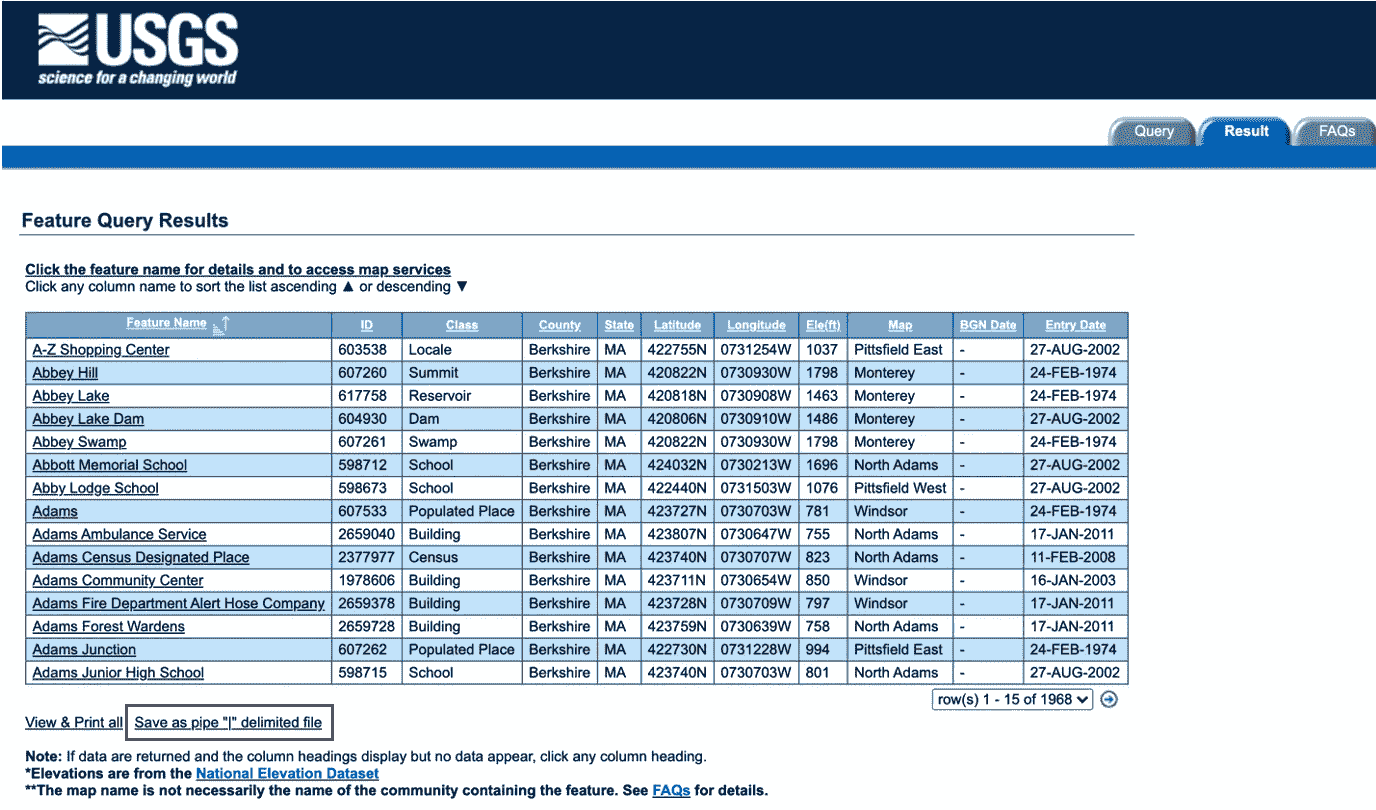 USGS
science for a changing world
Query Result FAQs
Feature Query Results
Click the feature name for details and to access map services
Click any column name to sort the list ascending ▲ or descending ▼
Feature Name ID Class County State Latitude Longitude Ele(ft) Map BGN Date Entry Date
A-Z Shopping Center 603538 Locale Berkshire MA 422755N 0731254W 1037 Pittsfield East - 27-AUG-2002
Abbey Hill 607260 Summit Berkshire MA 420822N 0730930W 1798 Monterey - 24-FEB-1974
Abbey Lake 617758 Reservoir Berkshire MA 420818N 0730908W 1463 Monterey - 24-FEB-1974
Abbey Lake Dam 604930 Dam Berkshire MA 420806N 0730910W 1486 Monterey - 27-AUG-2002
Abbey Swamp 607261 Swamp Berkshire MA 420822N 0730930W 1798 Monterey - 24-FEB-1974
Abbott Memorial School 598712 School Berkshire MA 424032N 0730213W 1696 North Adams - 27-AUG-2002
Abby Lodge School 598673 School Berkshire MA 422440N 0731503W 1076 Pittsfield West - 27-AUG-2002
Adams 607533 Populated Place Berkshire MA 423727N 0730703W 781 Windsor - 24-FEB-1974
Adams Ambulance Service 2659040 Building Berkshire MA 423807N 0730647W 755 North Adams - 17-JAN-2011
Adams Census Designated Place 2377977 Census Berkshire MA 423740N 0730707W 823 North Adams - 11-FEB-2008
Adams Community Center 1978606 Building Berkshire MA 423711N 0730654W 850 Windsor - 16-JAN-2003
Adams Fire Department Alert Hose Company 2659378 Building Berkshire MA 423728N 0730709W 797 Windsor - 17-JAN-2011
Adams Forest Wardens 2659728 Building Berkshire MA 423759N 0730639W 758 North Adams - 17-JAN-2011
Adams Junction 607262 Populated Place Berkshire MA 422730N 0731228W 994 Pittsfield East - 24-FEB-1974
Adams Junior High School 598715 School Berkshire MA 423740N 0730703W 801 North Adams - 27-AUG-2002
row(s) 1 - 15 of 1968
View & Print all Save as pipe "|" delimited file
Note: If data are returned and the column headings display but no data appear, click any column heading.
*Elevations are from the National Elevation Dataset
**The map name is not necessarily the name of the community containing the feature. See FAQs for details.